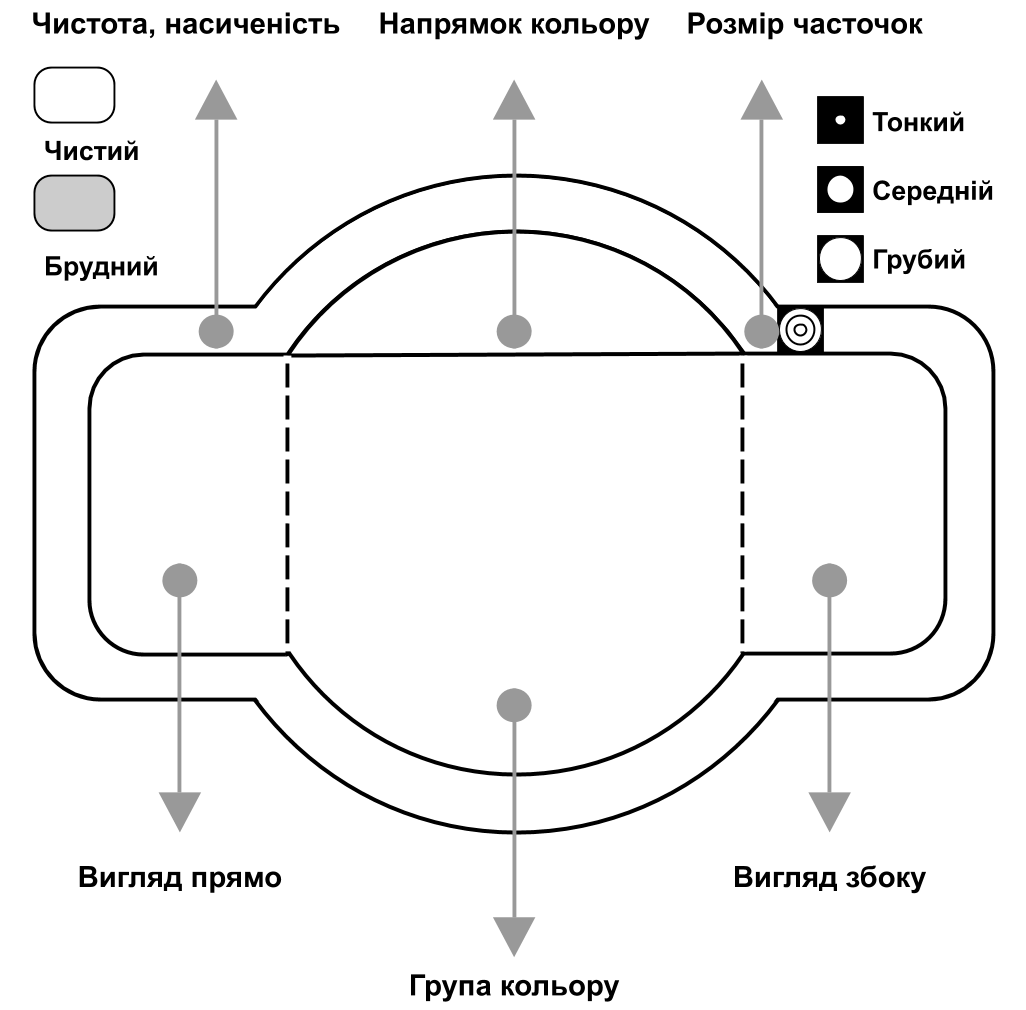 Чистота, насиченість
Напрямок кольору
Розмір часточок
Чистий
Брудний
Тонкий
Середній
Грубий
Вигляд прямо
Вигляд збоку
Група кольору